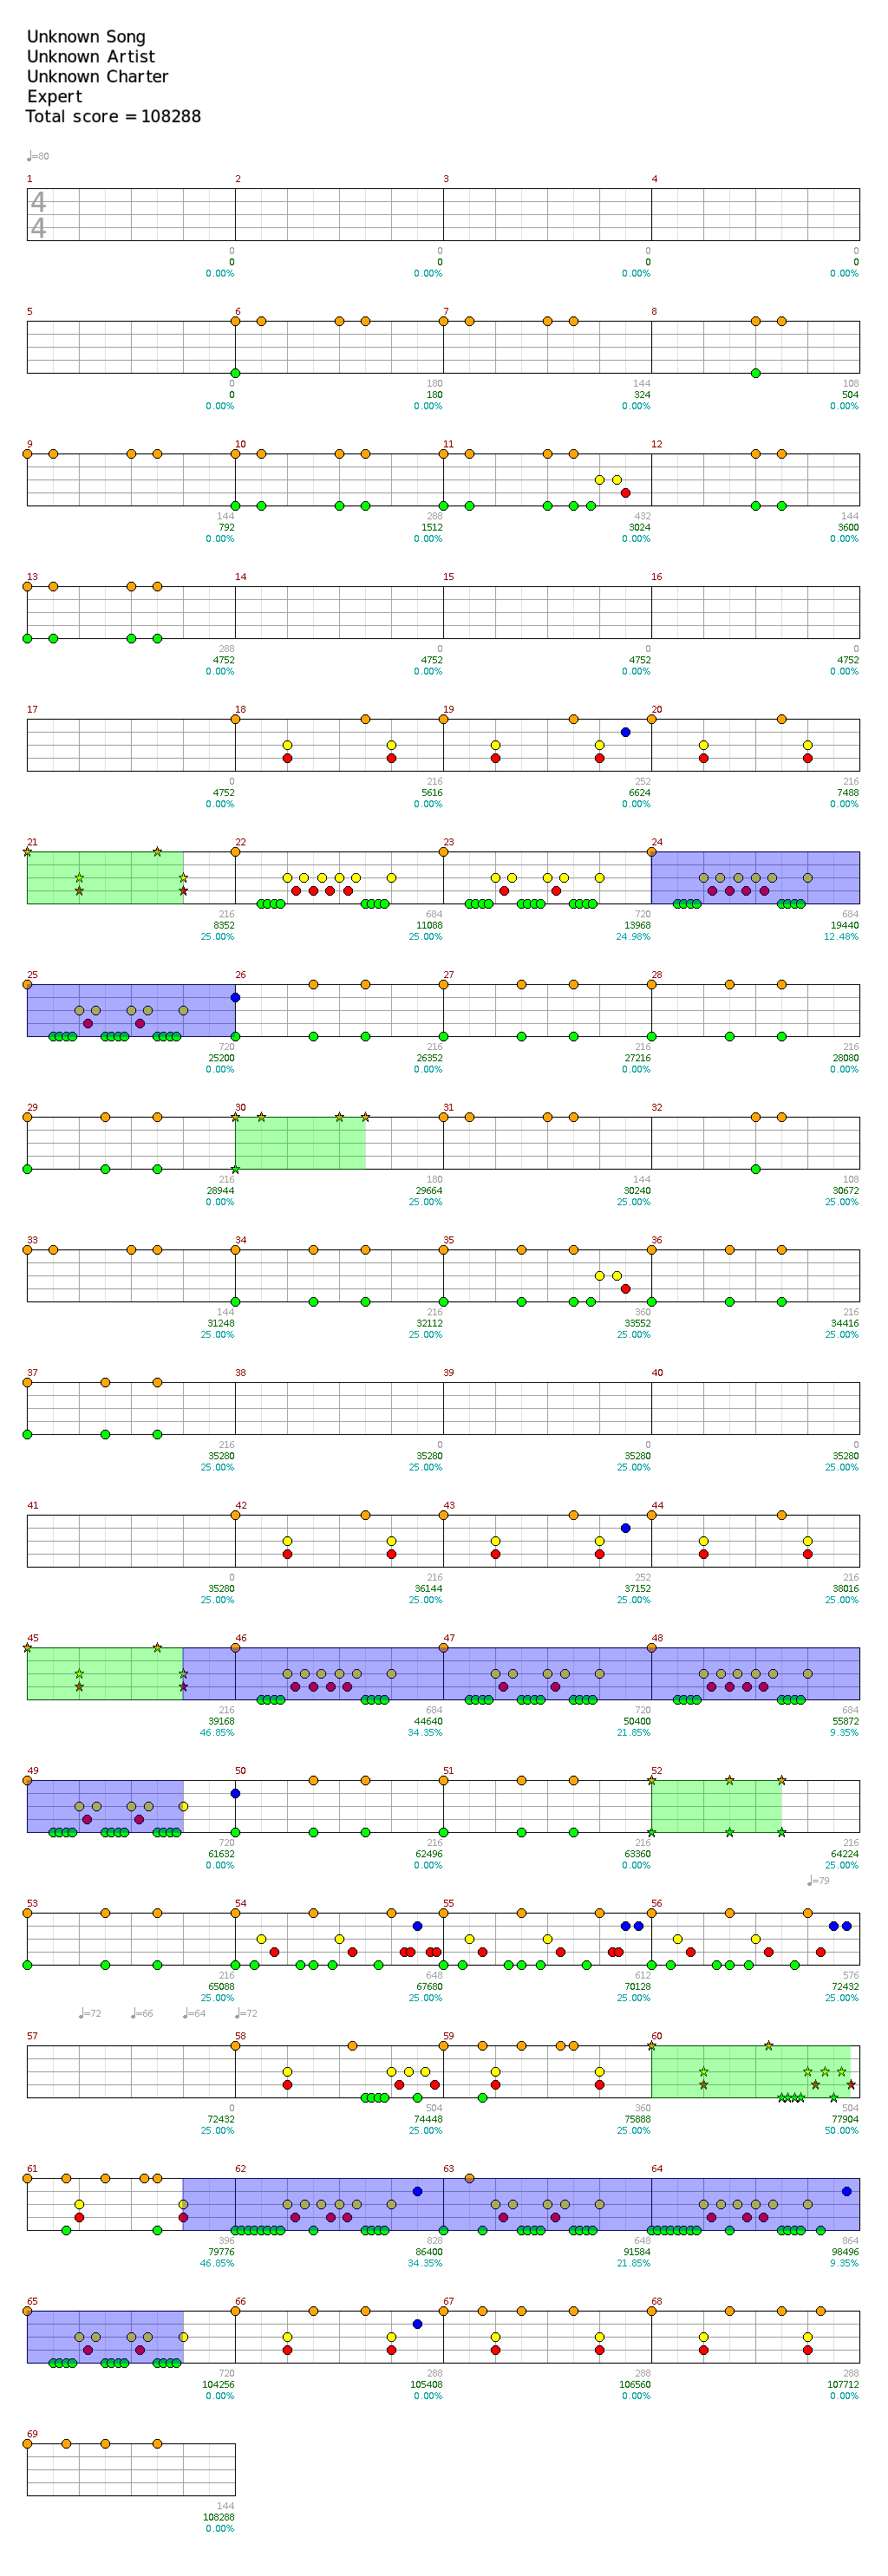 Unknown Song
Unknown Artist
Unknown Charter
Expert
Total score = 108288
♩=80
1 2 3 4
4
4
0 0 0 0
0 0 0 0
0.00% 0.00% 0.00% 0.00%
5 6 7 8
0 180 144 108
0 180 324 504
0.00% 0.00% 0.00% 0.00%
9 10 11 12
144 288 432 144
792 1512 3024 3600
0.00% 0.00% 0.00% 0.00%
13 14 15 16
288 0 0 0
4752 4752 4752 4752
0.00% 0.00% 0.00% 0.00%
17 18 19 20
0 216 252 216
4752 5616 6624 7488
0.00% 0.00% 0.00% 0.00%
21 22 23 24
216 684 720 684
8352 11088 13968 19440
25.00% 25.00% 24.98% 12.48%
25 26 27 28
720 216 216 216
25200 26352 27216 28080
0.00% 0.00% 0.00% 0.00%
29 30 31 32
216 180 144 108
28944 29664 30240 30672
0.00% 25.00% 25.00% 25.00%
33 34 35 36
144 216 360 216
31248 32112 33552 34416
25.00% 25.00% 25.00% 25.00%
37 38 39 40
216 0 0 0
35280 35280 35280 35280
25.00% 25.00% 25.00% 25.00%
41 42 43 44
0 216 252 216
35280 36144 37152 38016
25.00% 25.00% 25.00% 25.00%
45 46 47 48
216 684 720 684
39168 44640 50400 55872
46.85% 34.35% 21.85% 9.35%
49 50 51 52
720 216 216 216
61632 62496 63360 64224
0.00% 0.00% 0.00% 25.00%
♩=79
53 54 55 56
216 648 612 576
65088 67680 70128 72432
25.00% 25.00% 25.00% 25.00%
♩=72 ♩=66 ♩=64 ♩=72
57 58 59 60
0 504 360 504
72432 74448 75888 77904
25.00% 25.00% 25.00% 50.00%
61 62 63 64
396 828 648 864
79776 86400 91584 98496
46.85% 34.35% 21.85% 9.35%
65 66 67 68
720 288 288 288
104256 105408 106560 107712
0.00% 0.00% 0.00% 0.00%
69
144
108288
0.00%